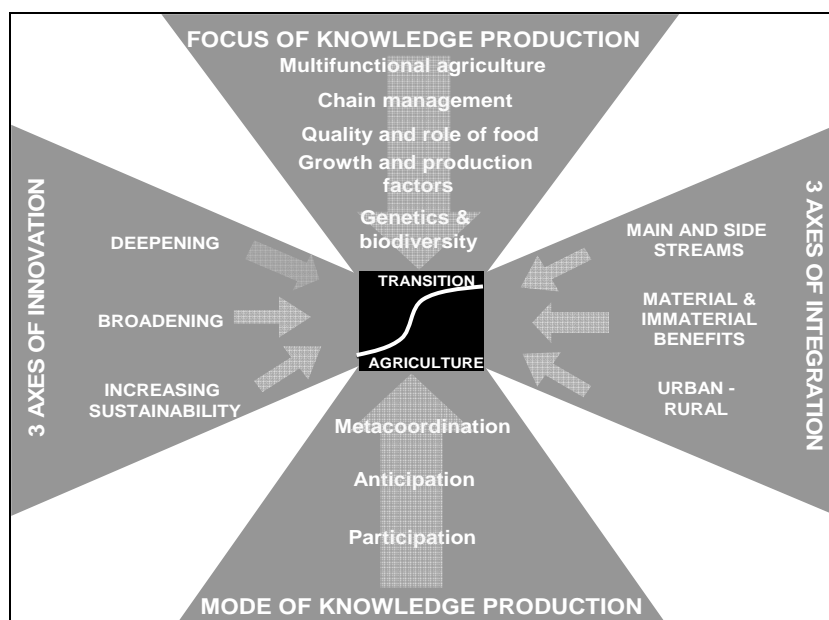 FOCUS OF KNOWLEDGE PRODUCTION
Multifunctional agriculture
Chain management
Quality and role of food
Growth and production
factors
Genetics &
biodiversity
3 AXES OF INNOVATION
DEEPENING
BROADENING
INCREASING
SUSTAINABILITY
TRANSITION
AGRICULTURE
MAIN AND SIDE
STREAMS
MATERIAL &
IMMATERIAL
BENEFITS
URBAN -
RURAL
3 AXES OF INTEGRATION
Metacoordination
Anticipation
Participation
MODE OF KNOWLEDGE PRODUCTION